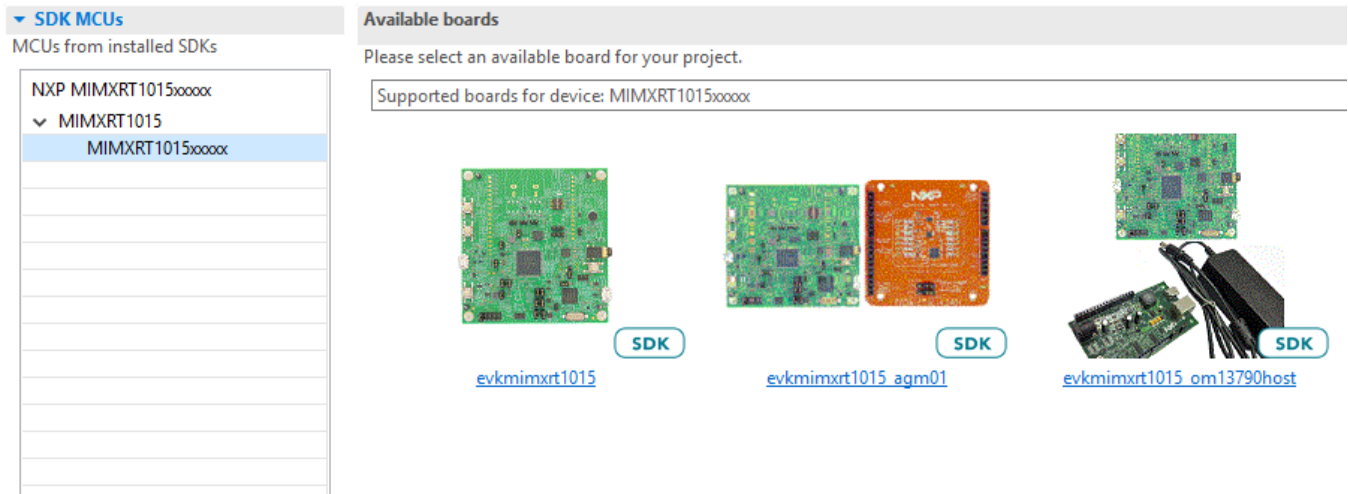 SDK MCUs
MCUs from installed SDKs
NXP MIMXRT1015xxxxx
MIMXRT1015
MIMXRT1015xxxxx
Available boards
Please select an available board for your project.
Supported boards for device: MIMXRT1015xxxxx
NXP
SDK
SDK
SDK
evkmimxrt1015
evkmimxrt1015_agm01
evkmimxrt1015_om13790host